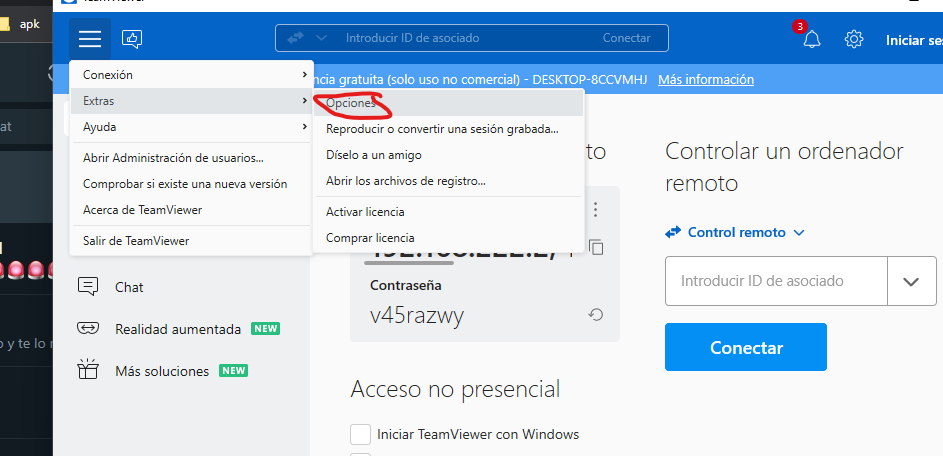 apk
TeamViewer
Introducir ID de asociado
Conectar
3
Iniciar
ncia gratuita (solo uso no comercial) - DESKTOP-8CCVMHJ
Más información
Conexión
Extras
Ayuda
Abrir Administración de usuarios...
Comprobar si existe una nueva versión
Acerca de TeamViewer
Salir de TeamViewer
Opciones
Reproducir o convertir una sesión grabada...
Díselo a un amigo
Abrir los archivos de registro...
Activar licencia
Comprar licencia
at
Controlar un ordenador
remoto
Control remoto
Introducir ID de asociado
Contraseña
v45razwy
Conectar
Chat
Realidad aumentada NEW
Más soluciones NEW
o y te lo
Acceso no presencial
Iniciar TeamViewer con Windows